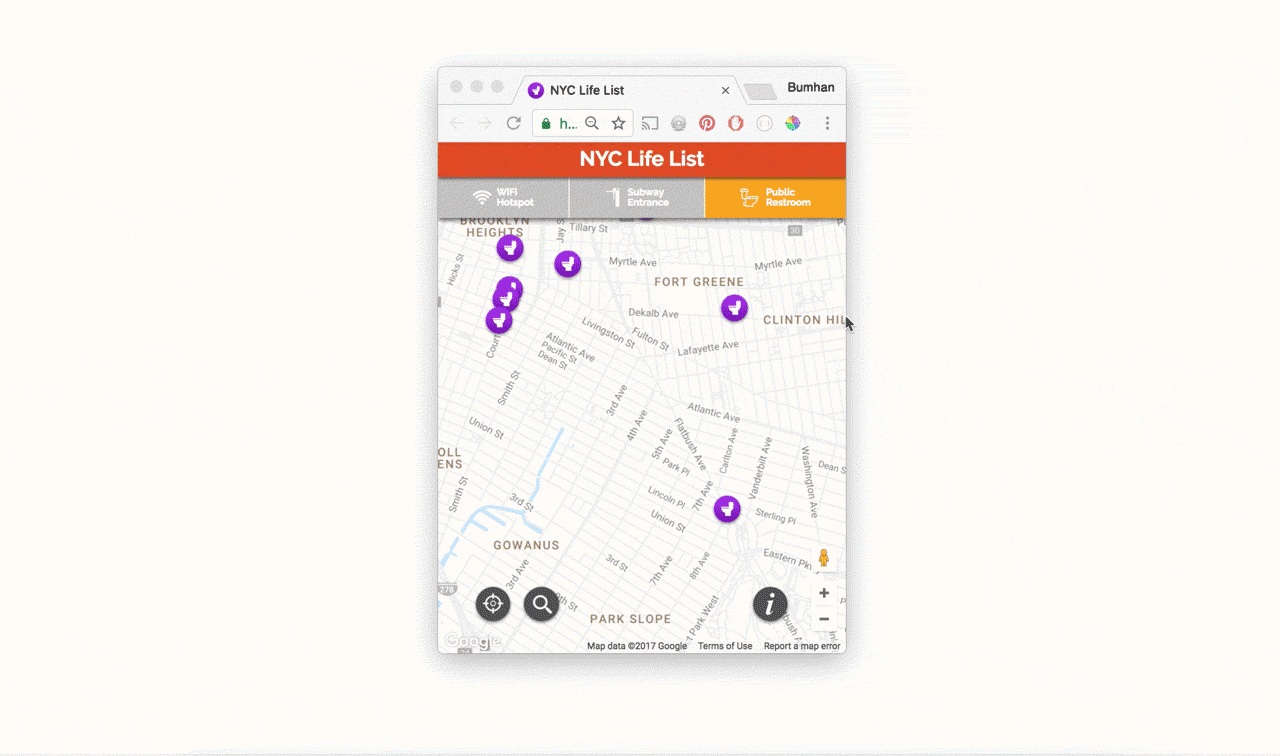 NYC Life List
Bumhan
h...
NYC Life List
WiFi
Hotspot
Subway
Entrance
Public
Restroom
BROOKLYN
HEIGHTS
Jay S
Tillary St
30
Hicks St
Myrtle Ave
Myrtle Ave
FORT GREENE
Dekalb Ave
CLINTON HIL
Livingston St
Fulton St
Court
Atlantic Ave
Pacific St
Dean St
Lafayette Ave
Smith St
3rd Ave
4th Ave
Atlantic Ave
Union St
5th Ave
Flatbush Ave
Carlton Ave
Vanderbilt Ave
Washington Ave
OLL
ENS
Park Pl
Dean S
Smith St
3rd St
Lincoln Pl
7th Ave
Union St
Sterling Pl
GOWANUS
3rd Ave
3rd St
7th Ave
8th Ave
Eastern Pk
278
9th St
i
+
PARK SLOPE
t Park West
bush Av
−
Google
Map data ©2017 Google
Terms of Use
Report a map error